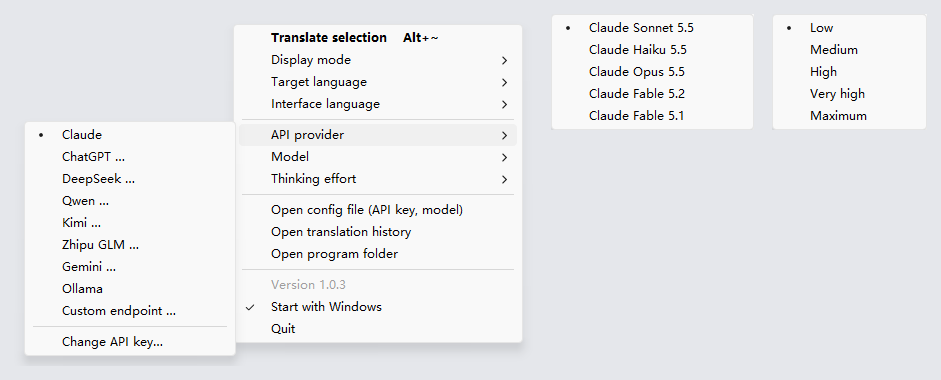 Translate selection Alt+~
Display mode
Target language
Interface language
API provider
Model
Thinking effort
Open config file (API key, model)
Open translation history
Open program folder
Version 1.0.3
Start with Windows
Quit
Claude
ChatGPT ...
DeepSeek ...
Qwen ...
Kimi ...
Zhipu GLM ...
Gemini ...
Ollama
Custom endpoint ...
Change API key...
Claude Sonnet 5.5
Claude Haiku 5.5
Claude Opus 5.5
Claude Fable 5.2
Claude Fable 5.1
Low
Medium
High
Very high
Maximum